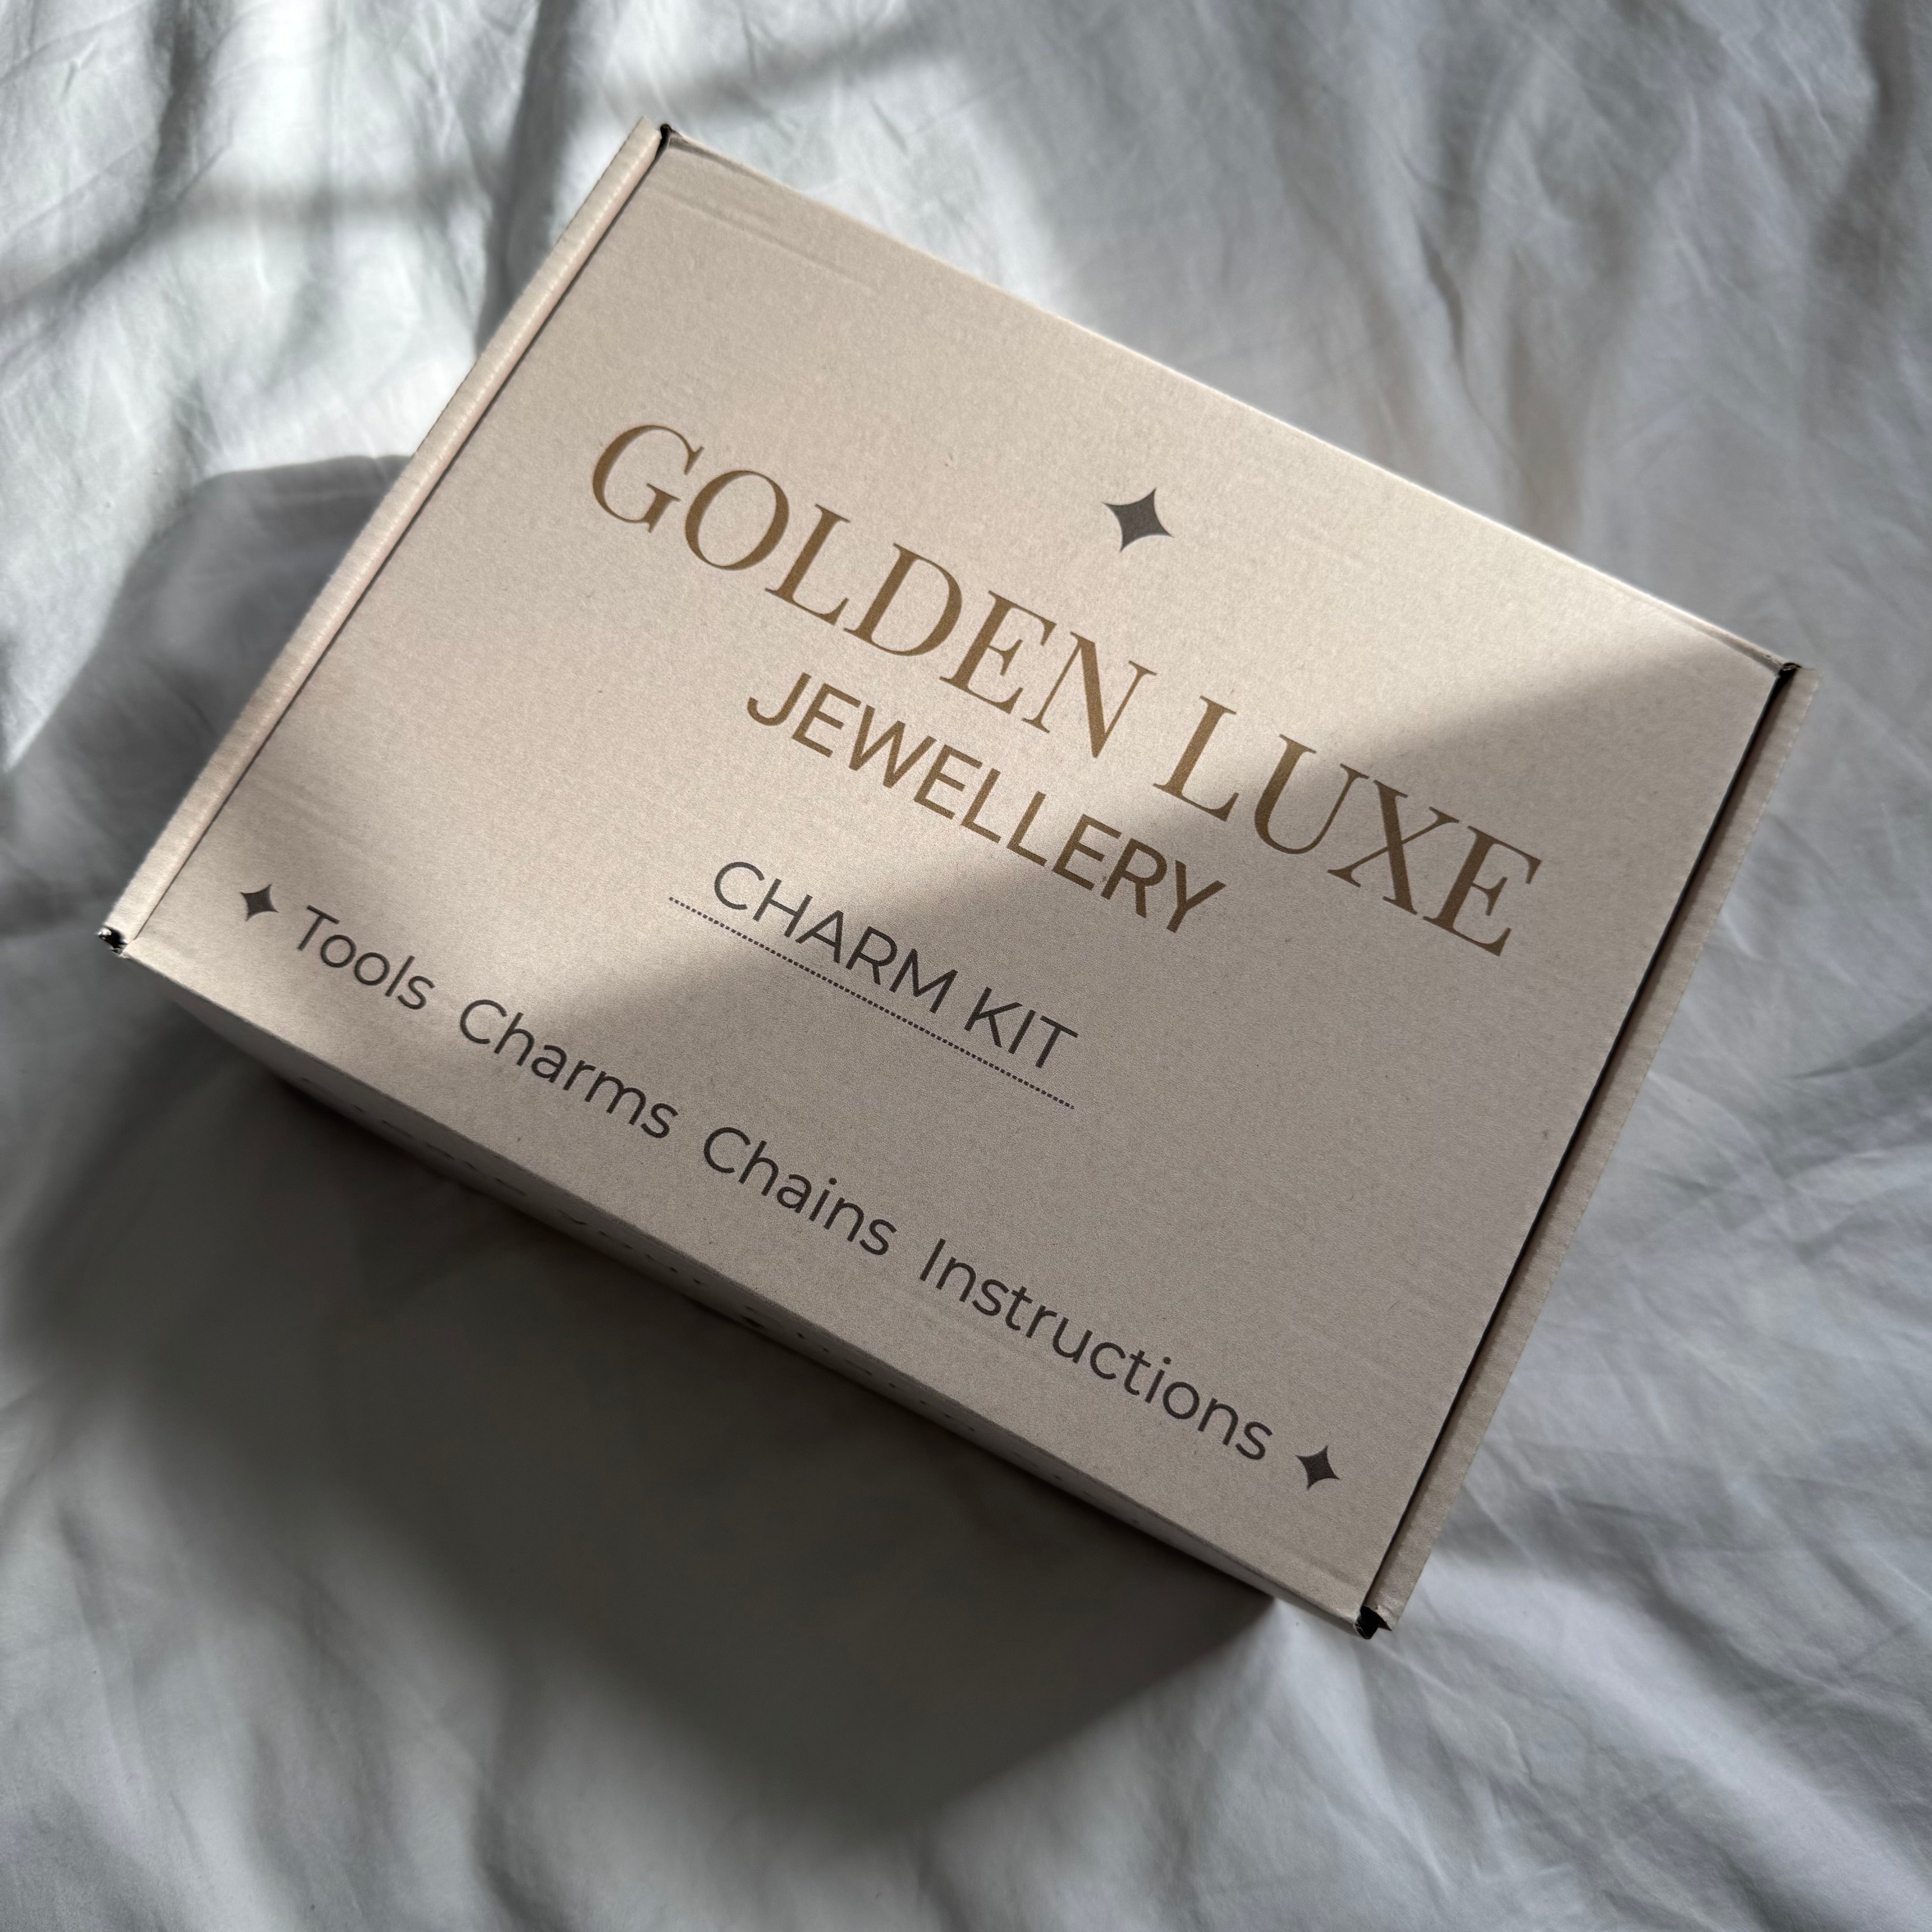 GOLDEN LUXE
JEWELLERY
CHARM KIT
Tools Charms Chains Instructions